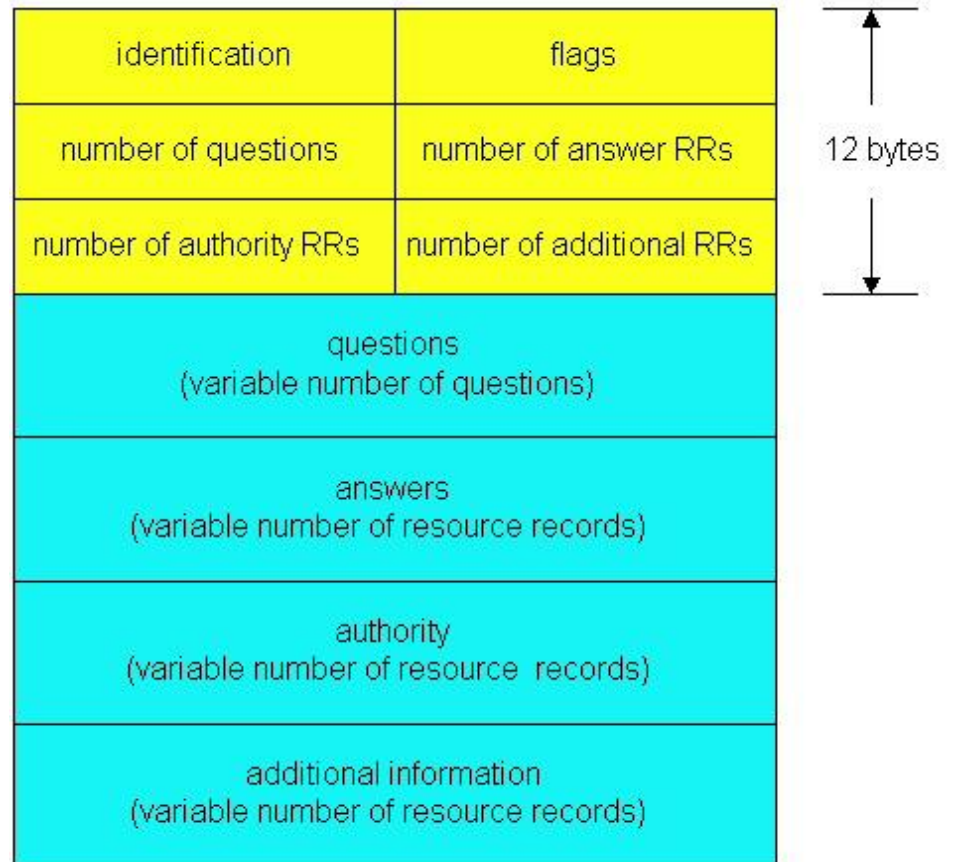 identification
flags
number of questions
number of answer RRs
12 bytes
number of authority RRs
number of additional RRs
questions
(variable number of questions)
answers
(variable number of resource records)
authority
(variable number of resource records)
additional information
(variable number of resource records)